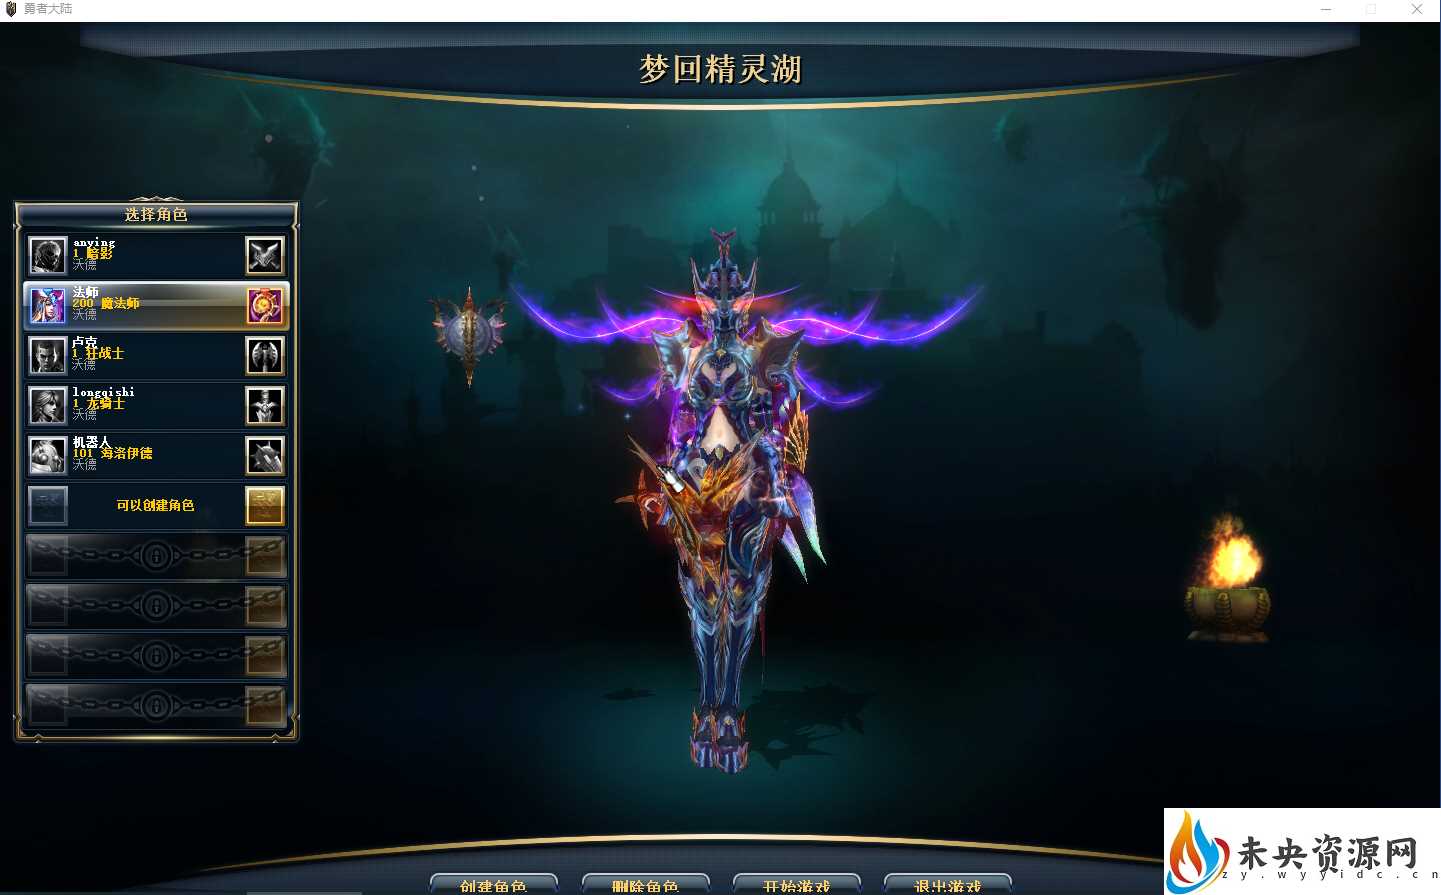 勇者大陆
梦回精灵湖
选择角色
anying
1 暗影
沃德
法师
200 魔法师
沃德
卢克
1 狂战士
沃德
longqishi
1 龙骑士
沃德
机器人
101 海洛伊德
沃德
可以创建角色
创建角色
删除角色
开始游戏
退出游戏
未央资源网
zy.wyyidc.cn